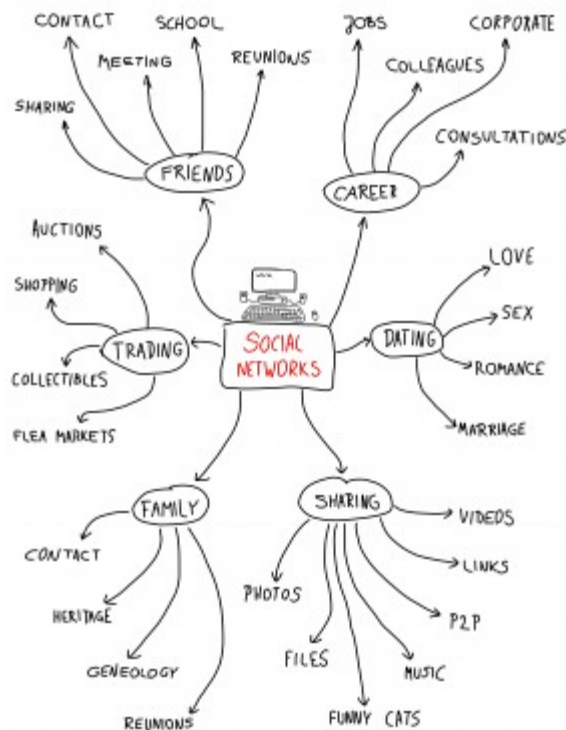 CONTACT
SCHOOL
MEETING
REUNIONS
SHARING
FRIENDS
JOBS
CORPORATE
COLLEAGUES
CONSULTATIONS
CAREER
AUCTIONS
SHOPPING
TRADING
COLLECTIBLES
FLEA MARKETS
SOCIAL
NETWORKS
LOVE
SEX
DATING
ROMANCE
MARRIAGE
FAMILY
CONTACT
HERITAGE
GENEOLOGY
REUNIONS
SHARING
VIDEOS
LINKS
PHOTOS
P2P
FILES
MUSIC
FUNNY CATS